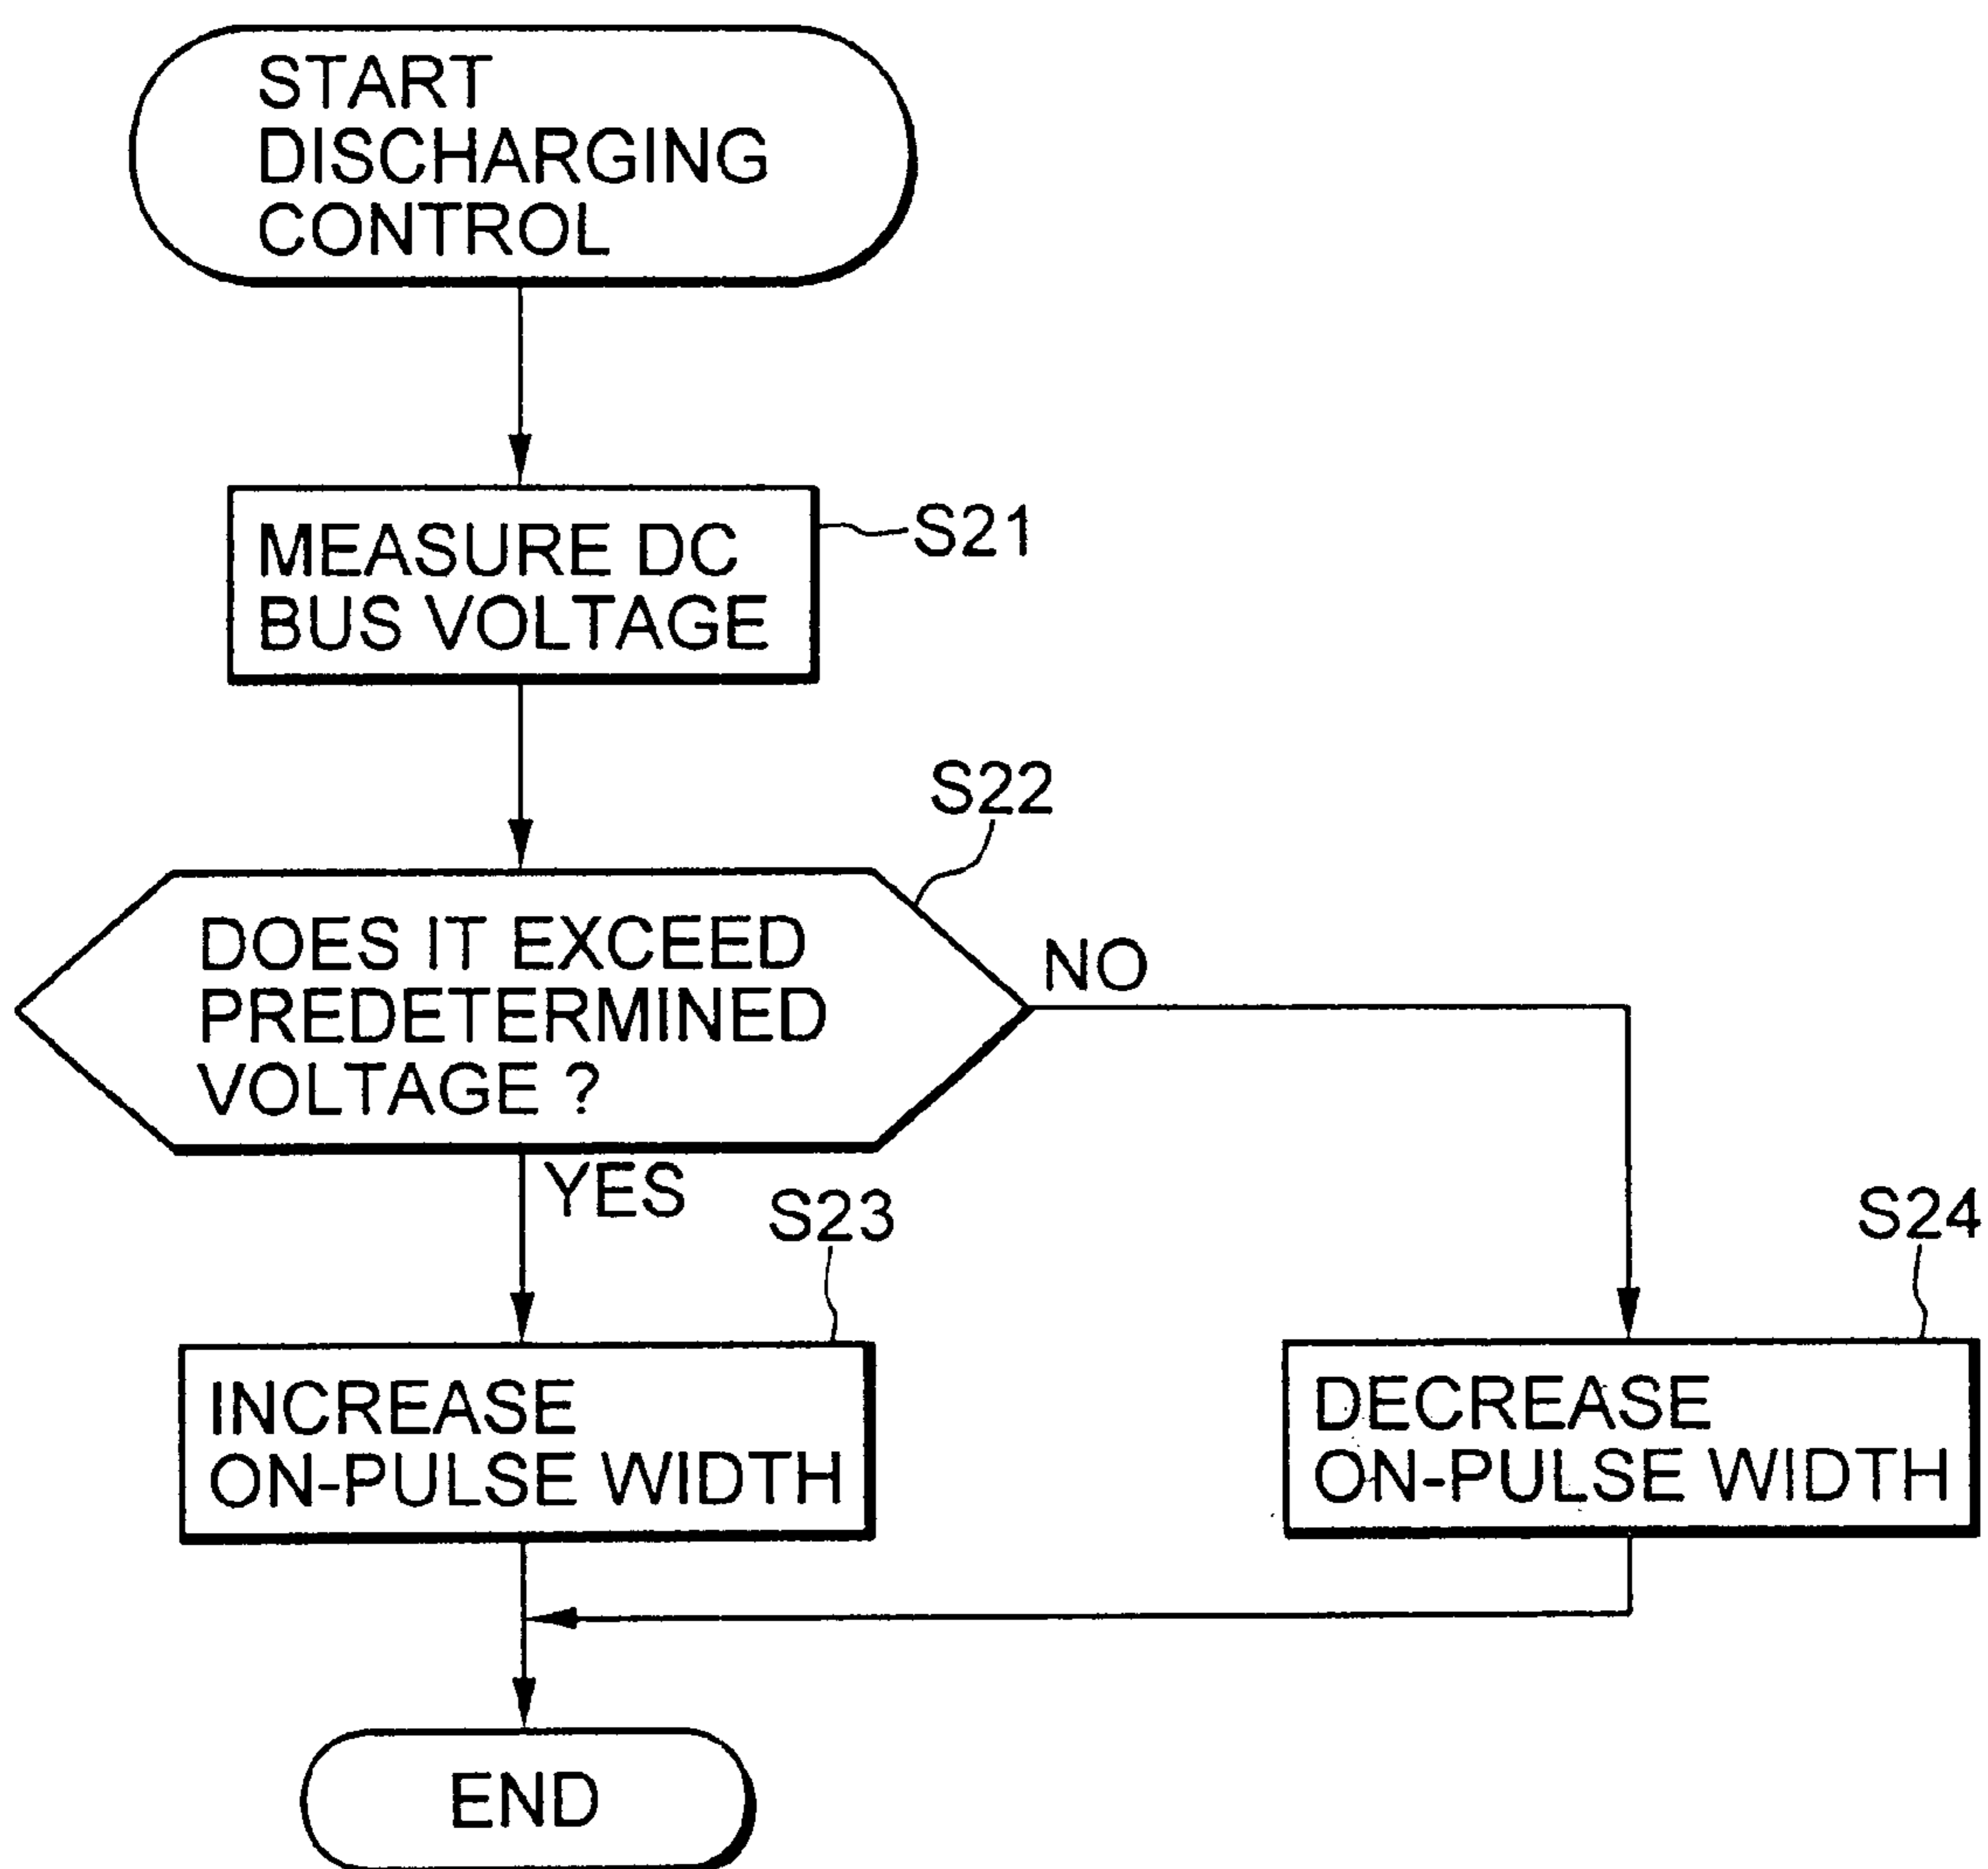 START
DISCHARGING
CONTROL
MEASURE DC
BUS VOLTAGE
S21
S22
DOES IT EXCEED
PREDETERMINED
VOLTAGE ?
NO
YES
S23
S24
INCREASE
ON-PULSE WIDTH
DECREASE
ON-PULSE WIDTH
END